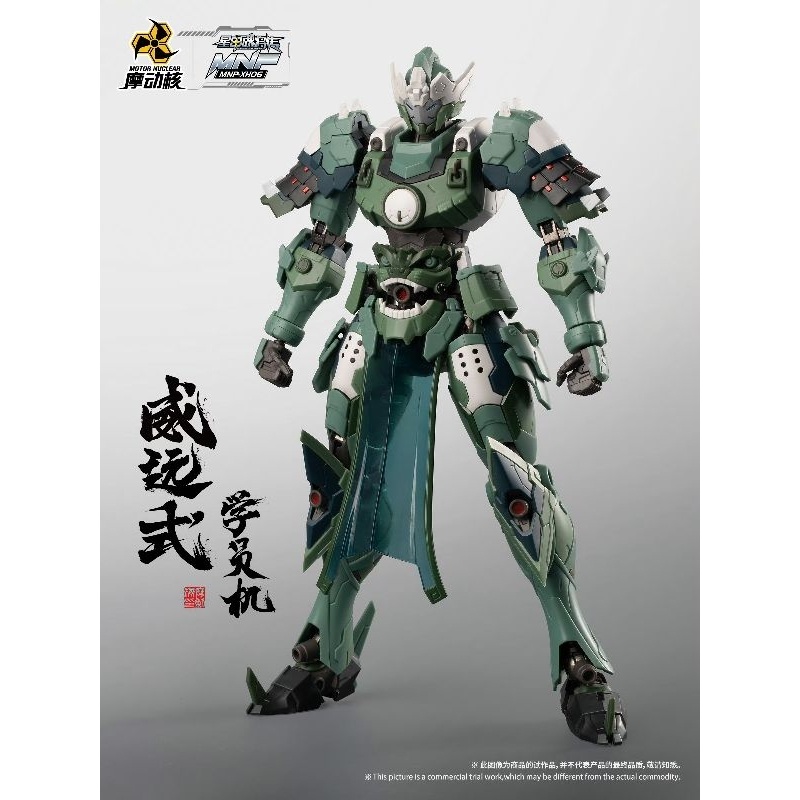 MOTOR NUCLEAR
摩动核
MNP
MNP-XH06
威远式
学员机
※ 此图像为商品的试作品,并不代表产品的最终品质,敬请知悉。
※ This picture is a commercial trial work,which may be different from the actual commodity.